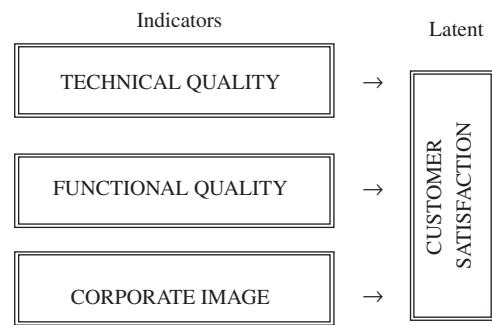 Indicators
Latent
TECHNICAL QUALITY →
FUNCTIONAL QUALITY →
CORPORATE IMAGE →
CUSTOMER
SATISFACTION